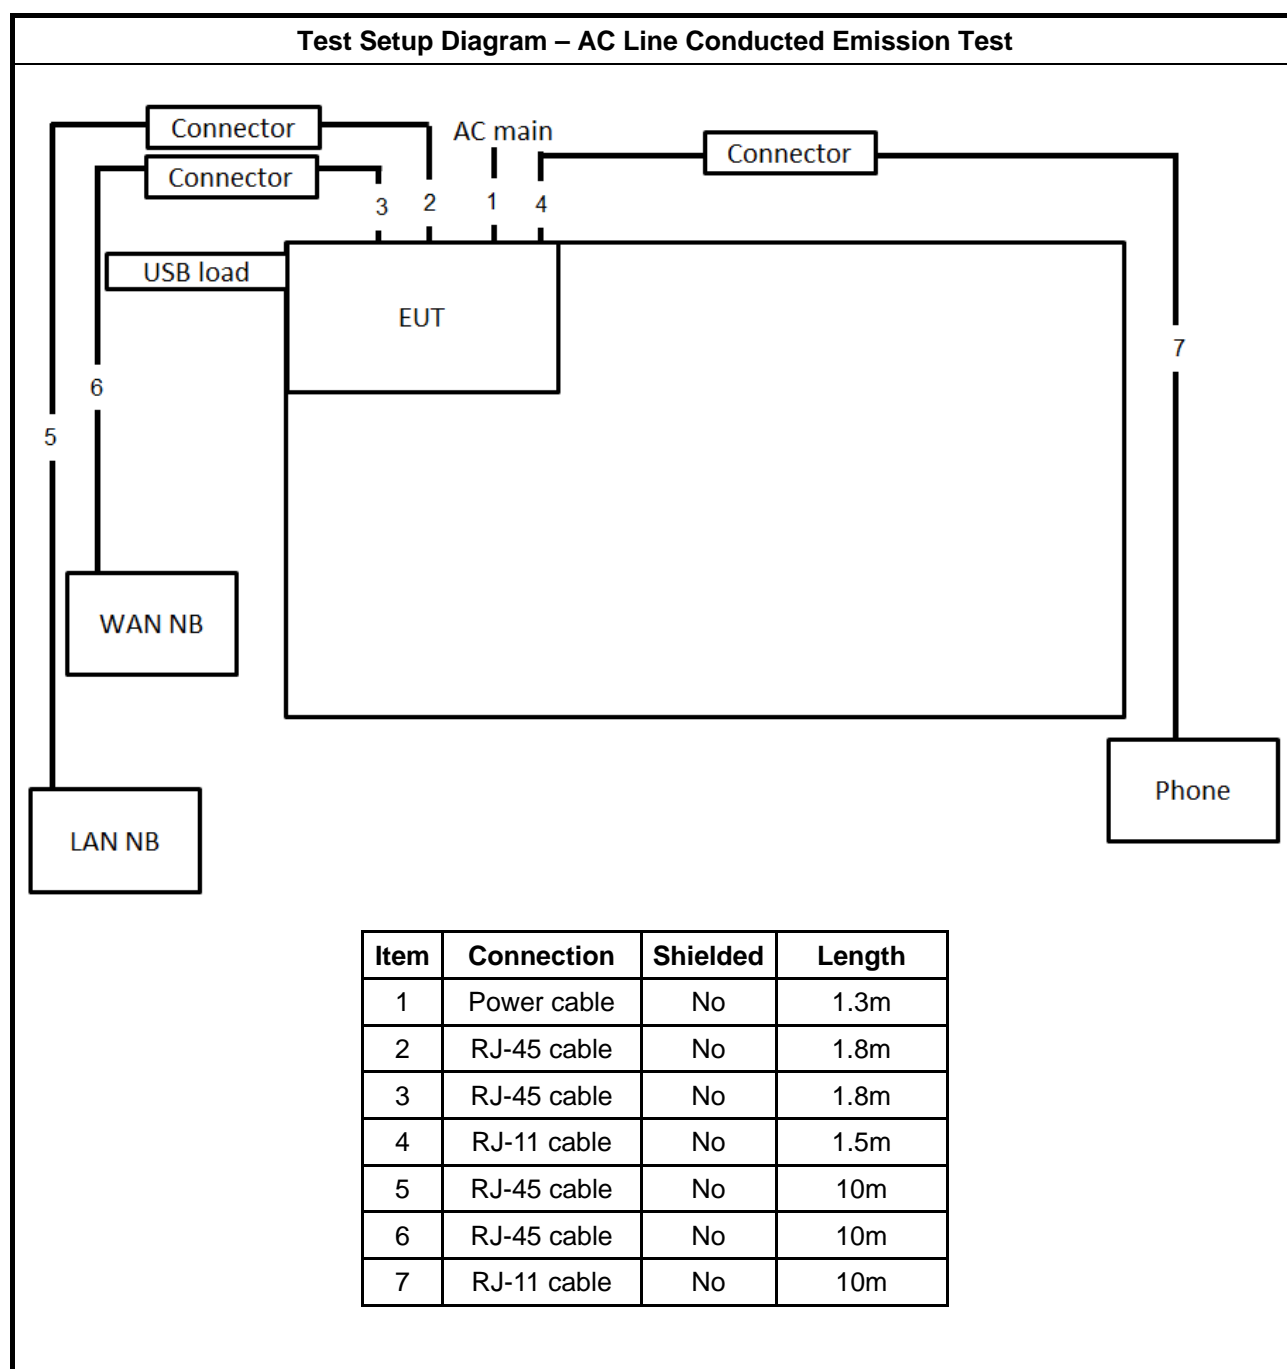 Test Setup Diagram – AC Line Conducted Emission Test
Connector
AC main
Connector
Connector
3
2
1
4
USB load
EUT
7
6
5
WAN NB
Phone
LAN NB
Item Connection Shielded Length
1 Power cable No 1.3m
2 RJ-45 cable No 1.8m
3 RJ-45 cable No 1.8m
4 RJ-11 cable No 1.5m
5 RJ-45 cable No 10m
6 RJ-45 cable No 10m
7 RJ-11 cable No 10m